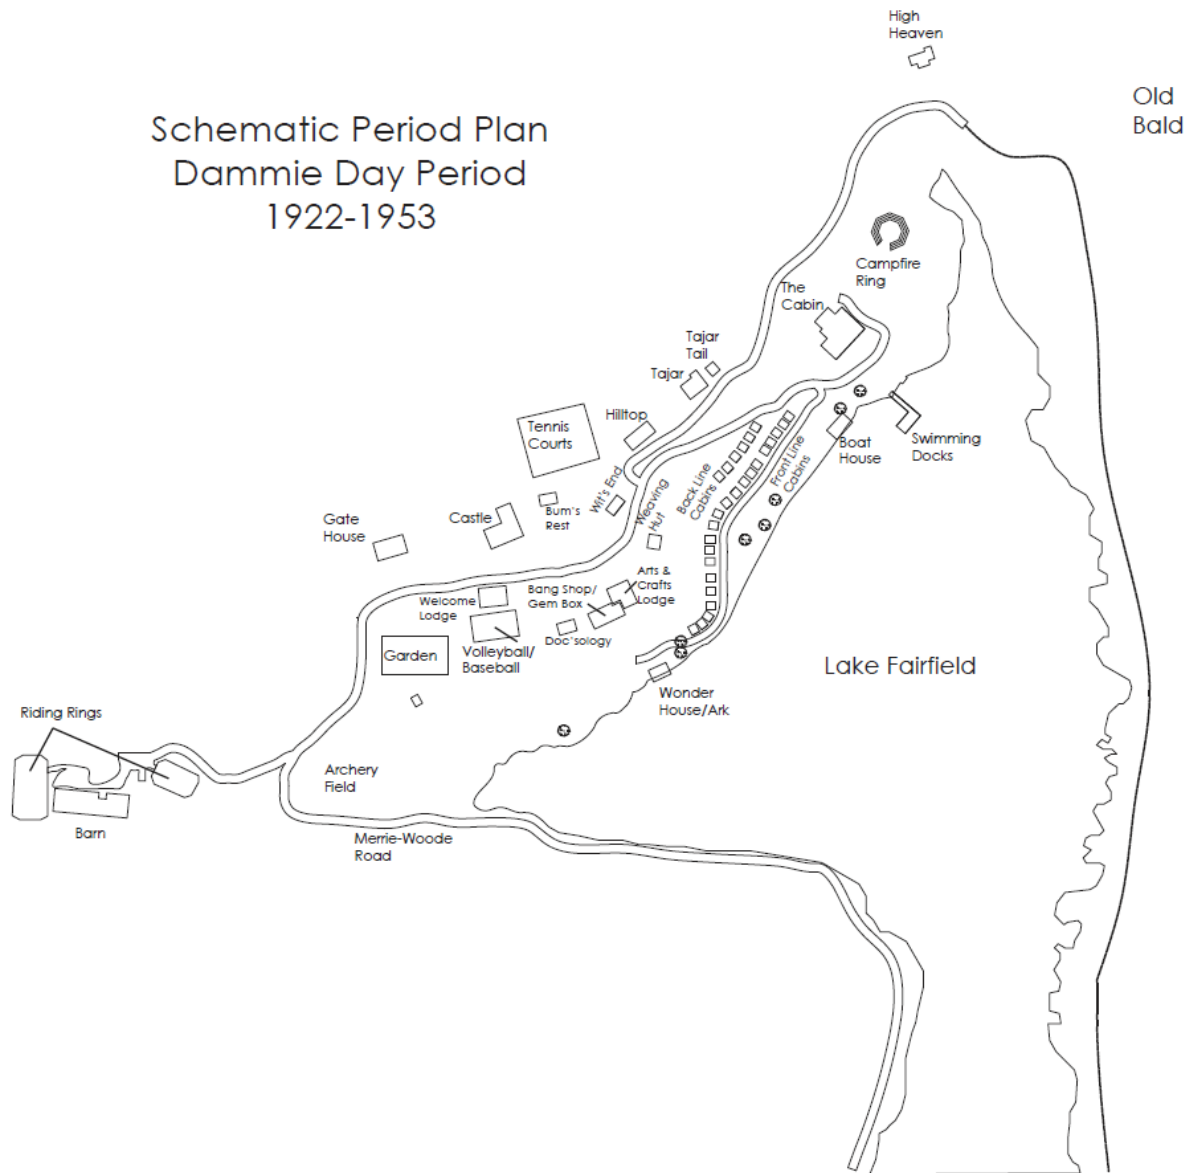 High
Heaven
Old
Bald
Schematic Period Plan
Dammie Day Period
1922-1953
Campfire
Ring
The
Cabin
Tajar
Tail
Tajar
Hilltop
Tennis
Courts
Boat
House
Swimming
Docks
Front Line
Cabins
Back Line
Cabins
Wit's End
Weaving
Hut
Bum's
Rest
Castle
Gate
House
Arts &
Crafts
Lodge
Bang Shop/
Gem Box
Welcome
Lodge
Doc'sology
Volleyball/
Baseball
Garden
Lake Fairfield
Wonder
House/Ark
Riding Rings
Archery
Field
Barn
Merrie-Woode
Road